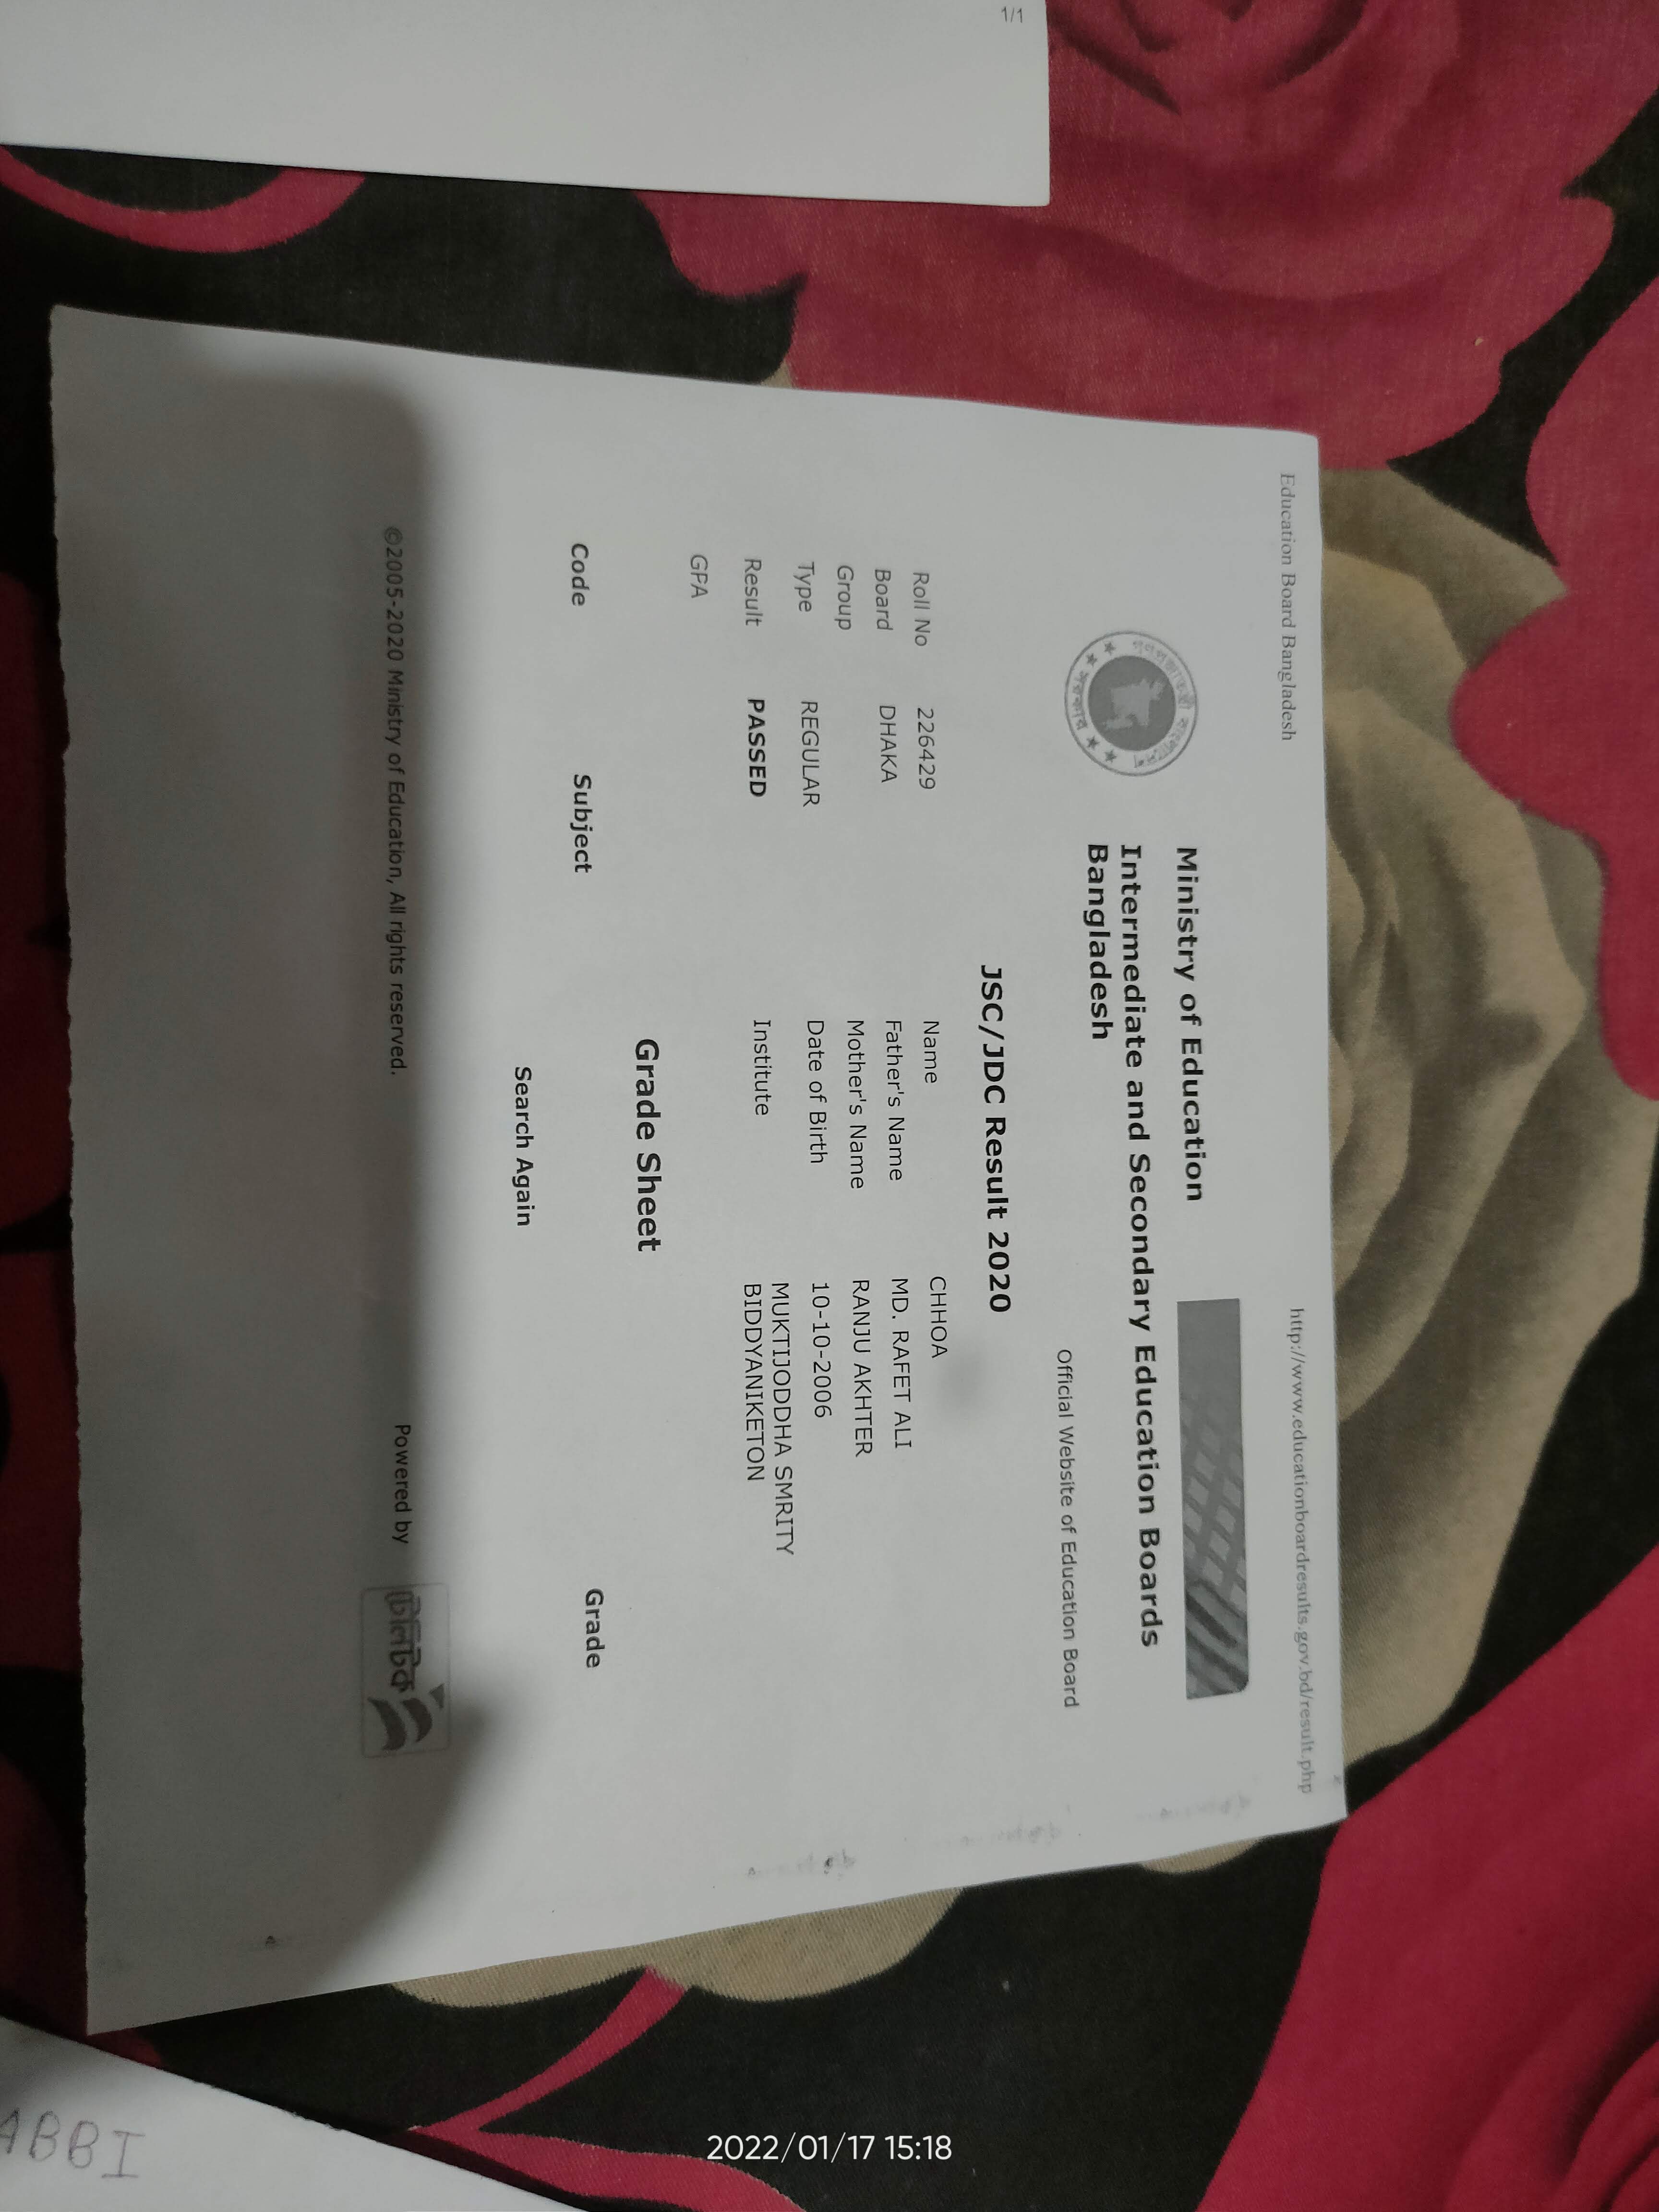 1/1
Education Board Bangladesh http://www.educationboardresults.gov.bd/result.php
Ministry of Education
Intermediate and Secondary Education Boards
Bangladesh
Official Website of Education Board
JSC/JDC Result 2020
Roll No 226429 Name CHHOA
Board DHAKA Father's Name MD. RAFET ALI
Group Mother's Name RANJU AKHTER
Type REGULAR Date of Birth 10-10-2006
Result PASSED Institute MUKTIJODDHA SMRITY
BIDDYANIKETON
GPA
Grade Sheet
Code Subject Grade
Search Again
©2005-2020 Ministry of Education, All rights reserved. Powered by টেলিটক
ABBI
2022/01/17 15:18